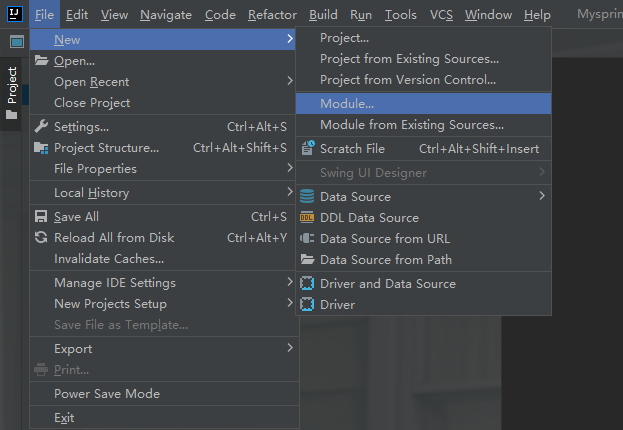 IJ File Edit View Navigate Code Refactor Build Run Tools VCS Window Help Mysprin
Project
New
Open...
Open Recent
Close Project
Settings... Ctrl+Alt+S
Project Structure... Ctrl+Alt+Shift+S
File Properties
Local History
Save All Ctrl+S
Reload All from Disk Ctrl+Alt+Y
Invalidate Caches...
Manage IDE Settings
New Projects Setup
Save File as Template...
Export
Print...
Power Save Mode
Exit
Project...
Project from Existing Sources...
Project from Version Control...
Module...
Module from Existing Sources...
Scratch File Ctrl+Alt+Shift+Insert
Swing UI Designer
Data Source
DDL DDL Data Source
Data Source from URL
Data Source from Path
Driver and Data Source
Driver